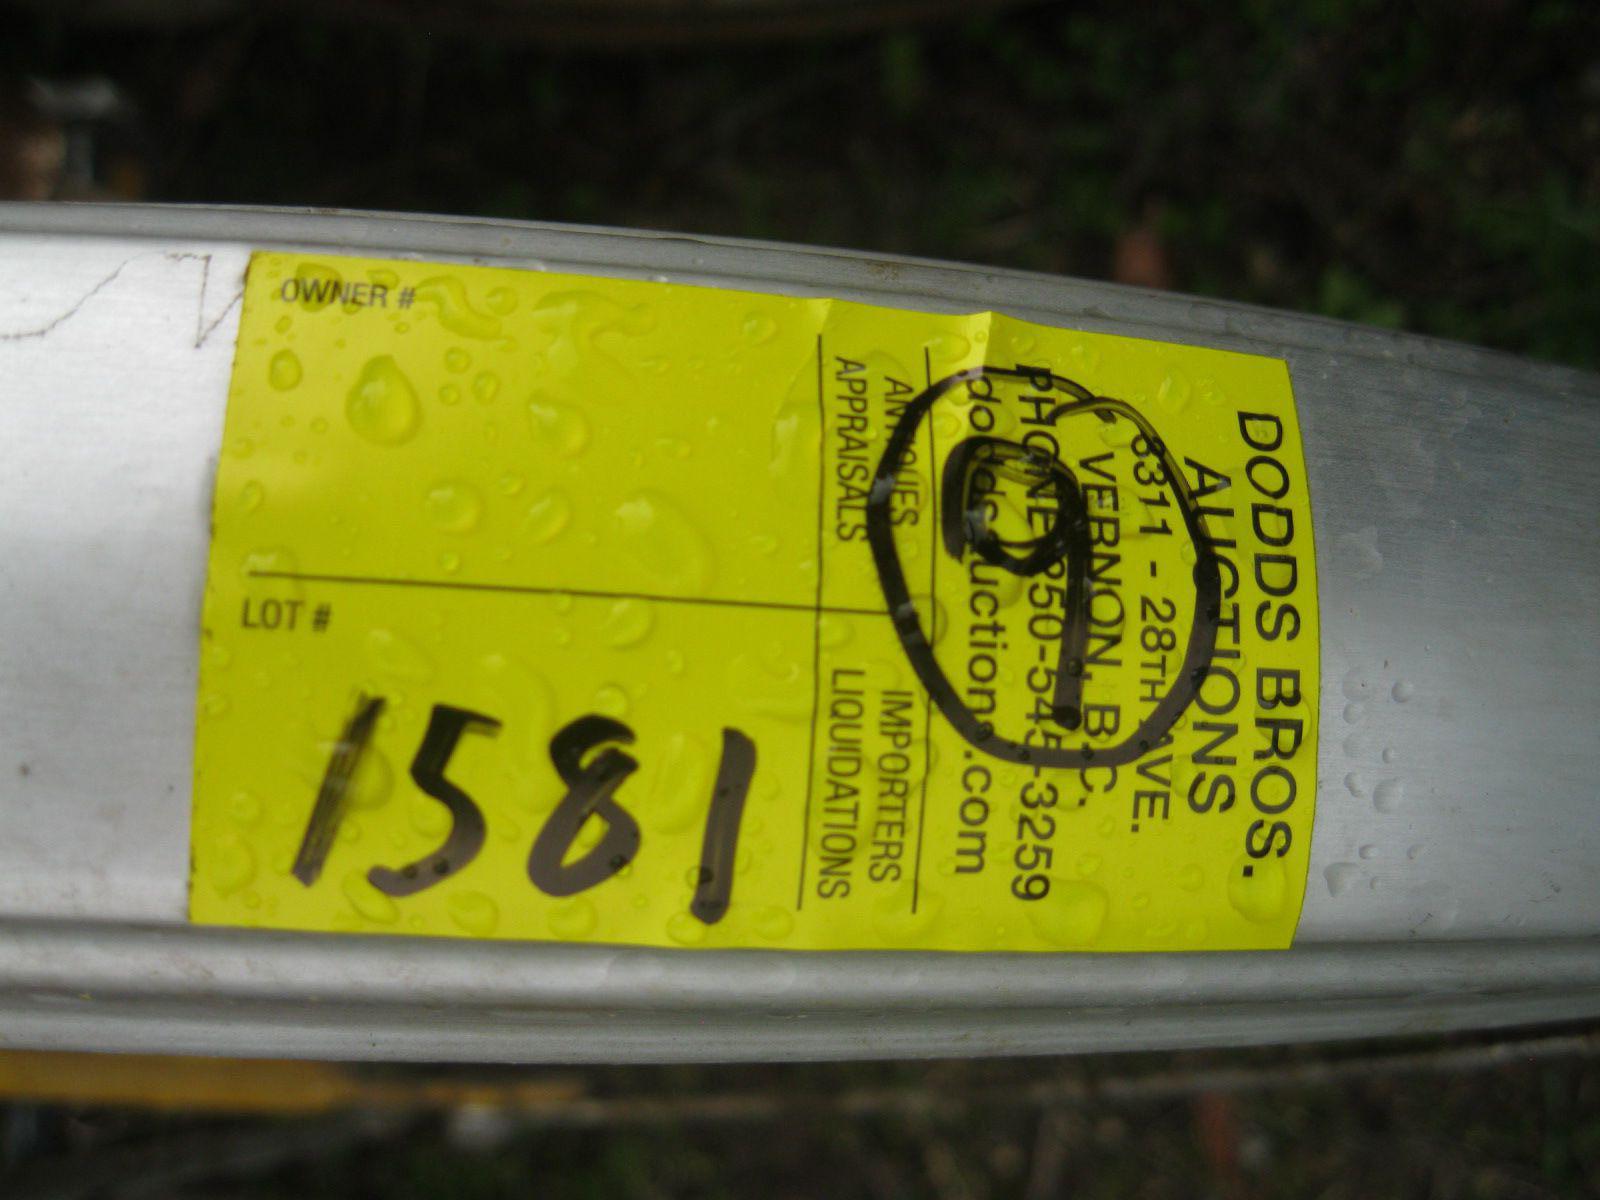 DODDS BROS.
AUCTIONS
3311 - 28TH AVE.
VERNON, B.C.
PHONE 250-545-3259
doddsauctions.com
ANTIQUES IMPORTERS
APPRAISALS LIQUIDATIONS
9
OWNER #
LOT #
1581